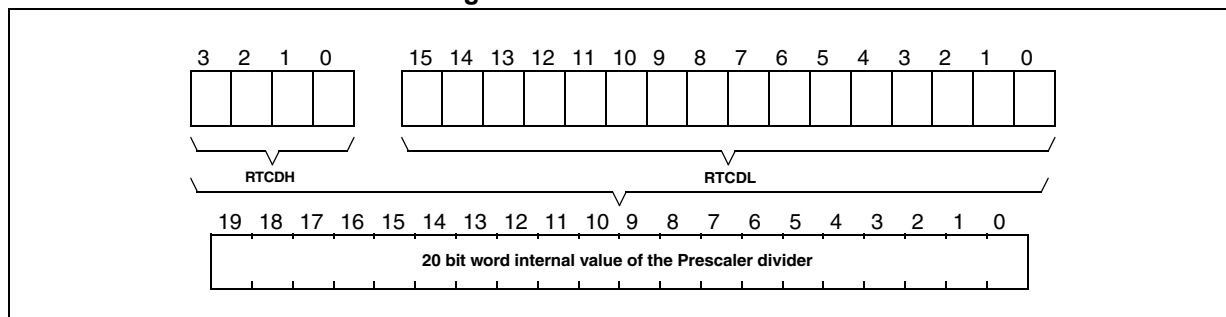 3 2 1 0 15 14 13 12 11 10 9 8 7 6 5 4 3 2 1 0
RTCDH RTCDL
19 18 17 16 15 14 13 12 11 10 9 8 7 6 5 4 3 2 1 0
20 bit word internal value of the Prescaler divider